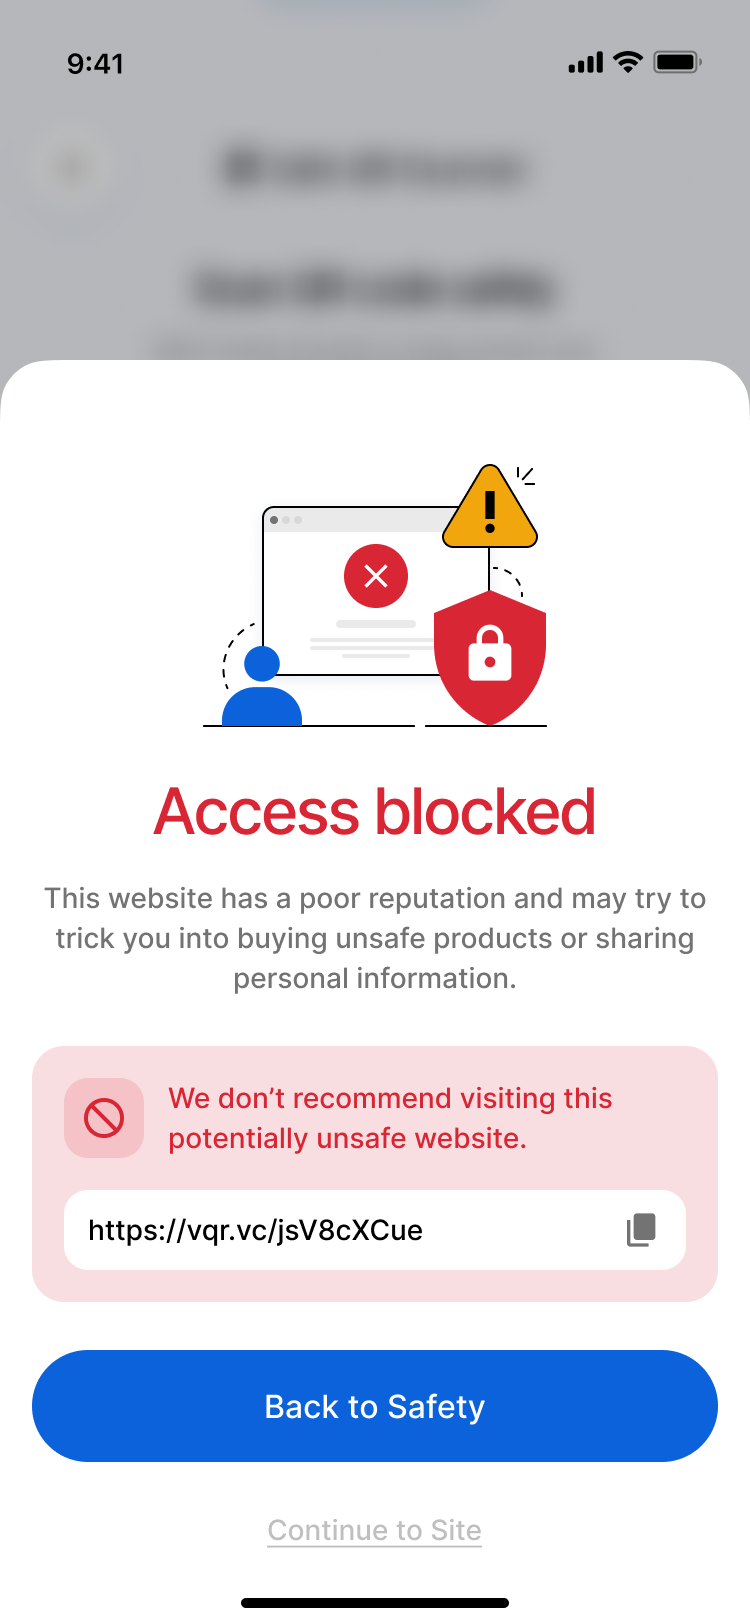 9:41
Access blocked
This website has a poor reputation and may try to
trick you into buying unsafe products or sharing
personal information.
We don’t recommend visiting this
potentially unsafe website.
https://vqr.vc/jsV8cXCue
Back to Safety
Continue to Site